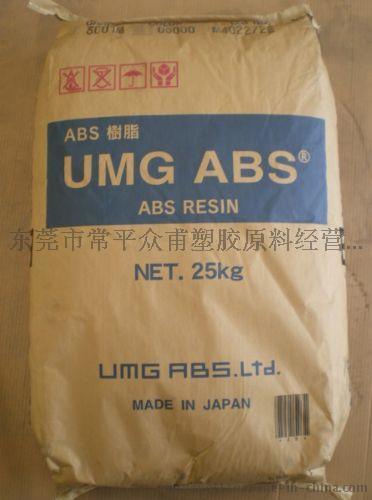 ABS 樹脂
UMG ABS®
ABS RESIN
东莞市常平众甫塑胶原料经营...
NET. 25kg
UMG ABS.Ltd.
MADE IN JAPAN